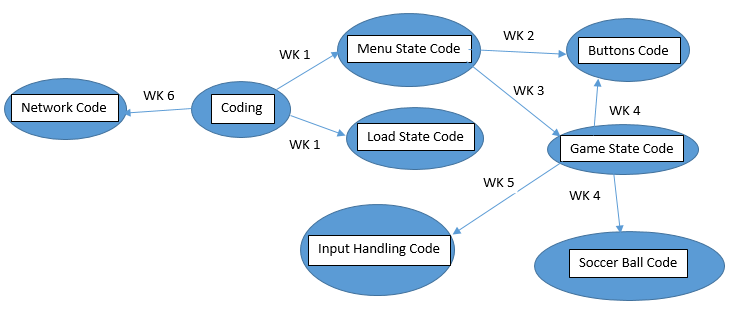 WK 1
Menu State Code
WK 2
Buttons Code
Network Code
WK 6
Coding
WK 3
WK 4
WK 1
Load State Code
Game State Code
WK 5
WK 4
Input Handling Code
Soccer Ball Code